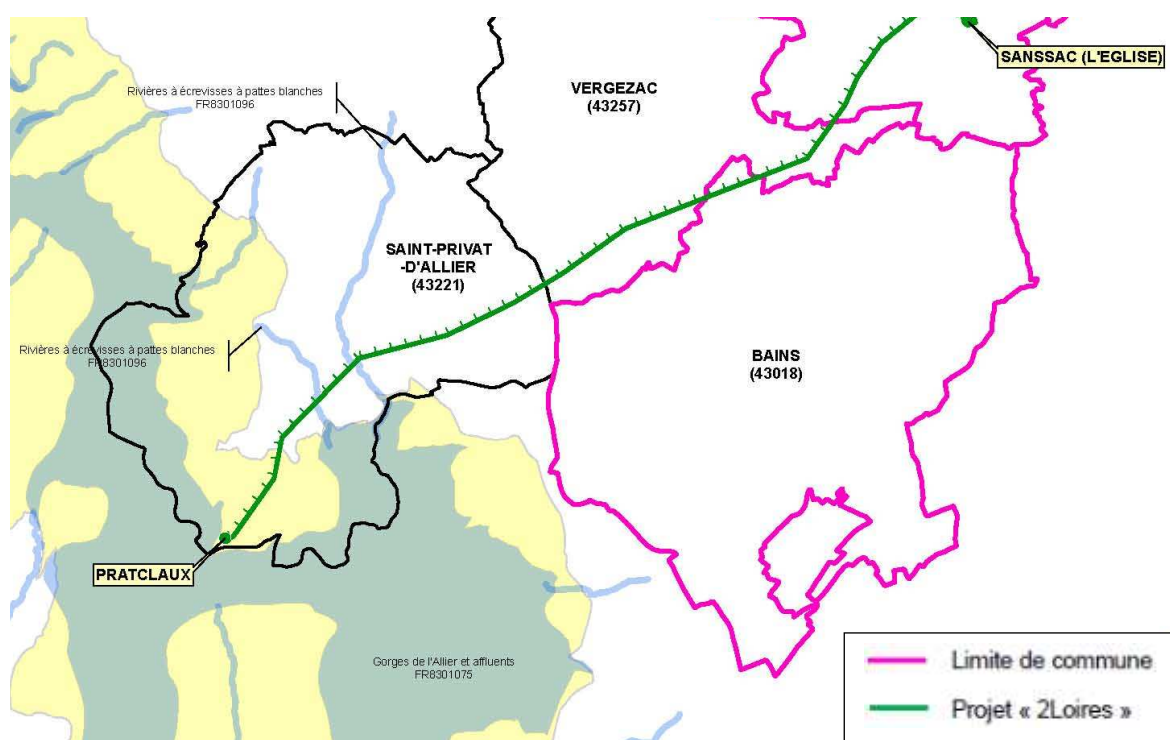 SANSSAC (L'EGLISE)
Rivières à écrevisses à pattes blanches
FR8301096
VERGEZAC
(43257)
SAINT-PRIVAT
-D'ALLIER
(43221)
Rivières à écrevisses à pattes blanches
FR8301096
BAINS
(43018)
PRATCLAUX
Gorges de l'Allier et affluents
FR8301075
Limite de commune
Projet « 2Loires »